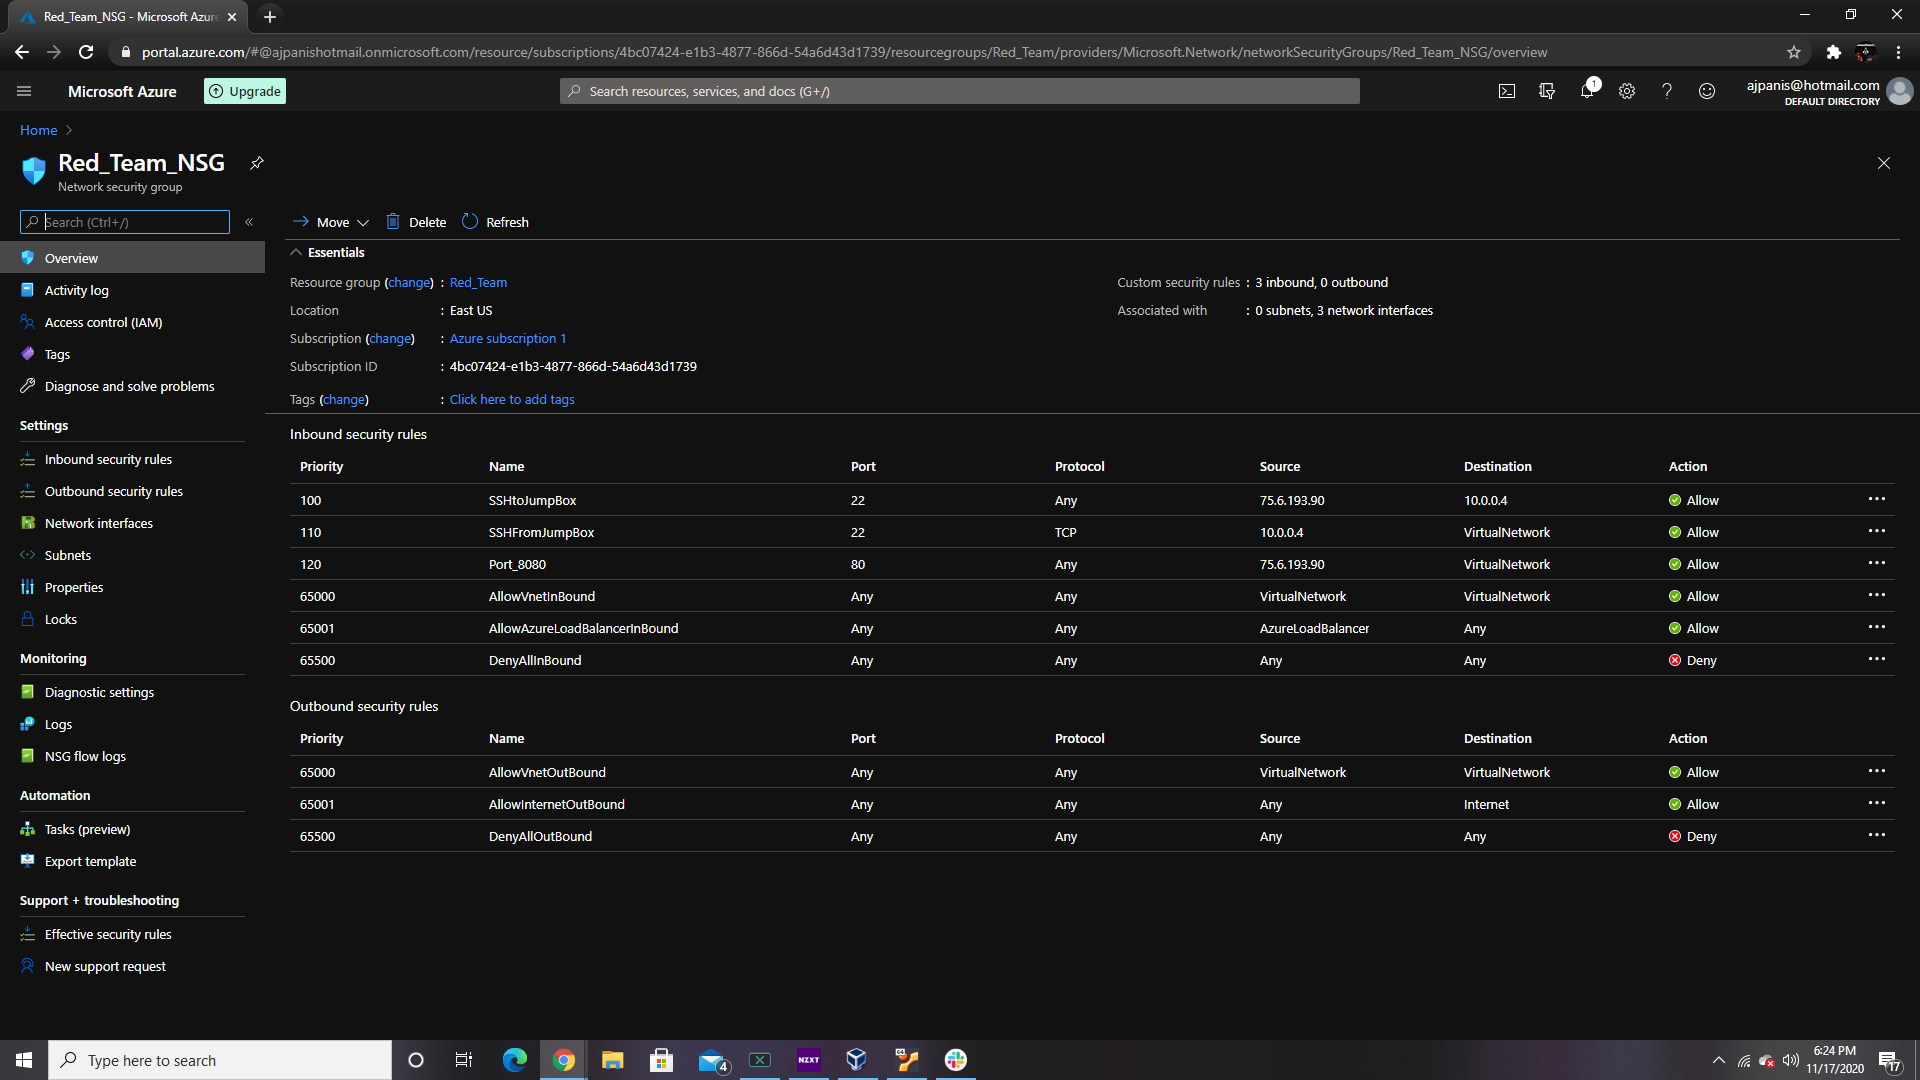 Red_Team_NSG - Microsoft Azure
portal.azure.com/#@ajpanishotmail.onmicrosoft.com/resource/subscriptions/4bc07424-e1b3-4877-866d-54a6d43d1739/resourcegroups/Red_Team/providers/Microsoft.Network/networkSecurityGroups/Red_Team_NSG/overview
Microsoft Azure
Upgrade
Search resources, services, and docs (G+/)
1
ajpanis@hotmail.com
DEFAULT DIRECTORY
Home
Red_Team_NSG
Network security group
Search (Ctrl+/)
Overview
Activity log
Access control (IAM)
Tags
Diagnose and solve problems
Settings
Inbound security rules
Outbound security rules
Network interfaces
Subnets
Properties
Locks
Monitoring
Diagnostic settings
Logs
NSG flow logs
Automation
Tasks (preview)
Export template
Support + troubleshooting
Effective security rules
New support request
Move Delete Refresh
Essentials
Resource group (change) : Red_Team
Location : East US
Subscription (change) : Azure subscription 1
Subscription ID : 4bc07424-e1b3-4877-866d-54a6d43d1739
Tags (change) : Click here to add tags
Custom security rules : 3 inbound, 0 outbound
Associated with : 0 subnets, 3 network interfaces
Inbound security rules
Priority Name Port Protocol Source Destination Action
100 SSHtoJumpBox 22 Any 75.6.193.90 10.0.0.4 Allow
110 SSHFromJumpBox 22 TCP 10.0.0.4 VirtualNetwork Allow
120 Port_8080 80 Any 75.6.193.90 VirtualNetwork Allow
65000 AllowVnetInBound Any Any VirtualNetwork VirtualNetwork Allow
65001 AllowAzureLoadBalancerInBound Any Any AzureLoadBalancer Any Allow
65500 DenyAllInBound Any Any Any Any Deny
Outbound security rules
Priority Name Port Protocol Source Destination Action
65000 AllowVnetOutBound Any Any VirtualNetwork VirtualNetwork Allow
65001 AllowInternetOutBound Any Any Any Internet Allow
65500 DenyAllOutBound Any Any Any Any Deny
Type here to search
4
NZXT
6:24 PM
11/17/2020
17